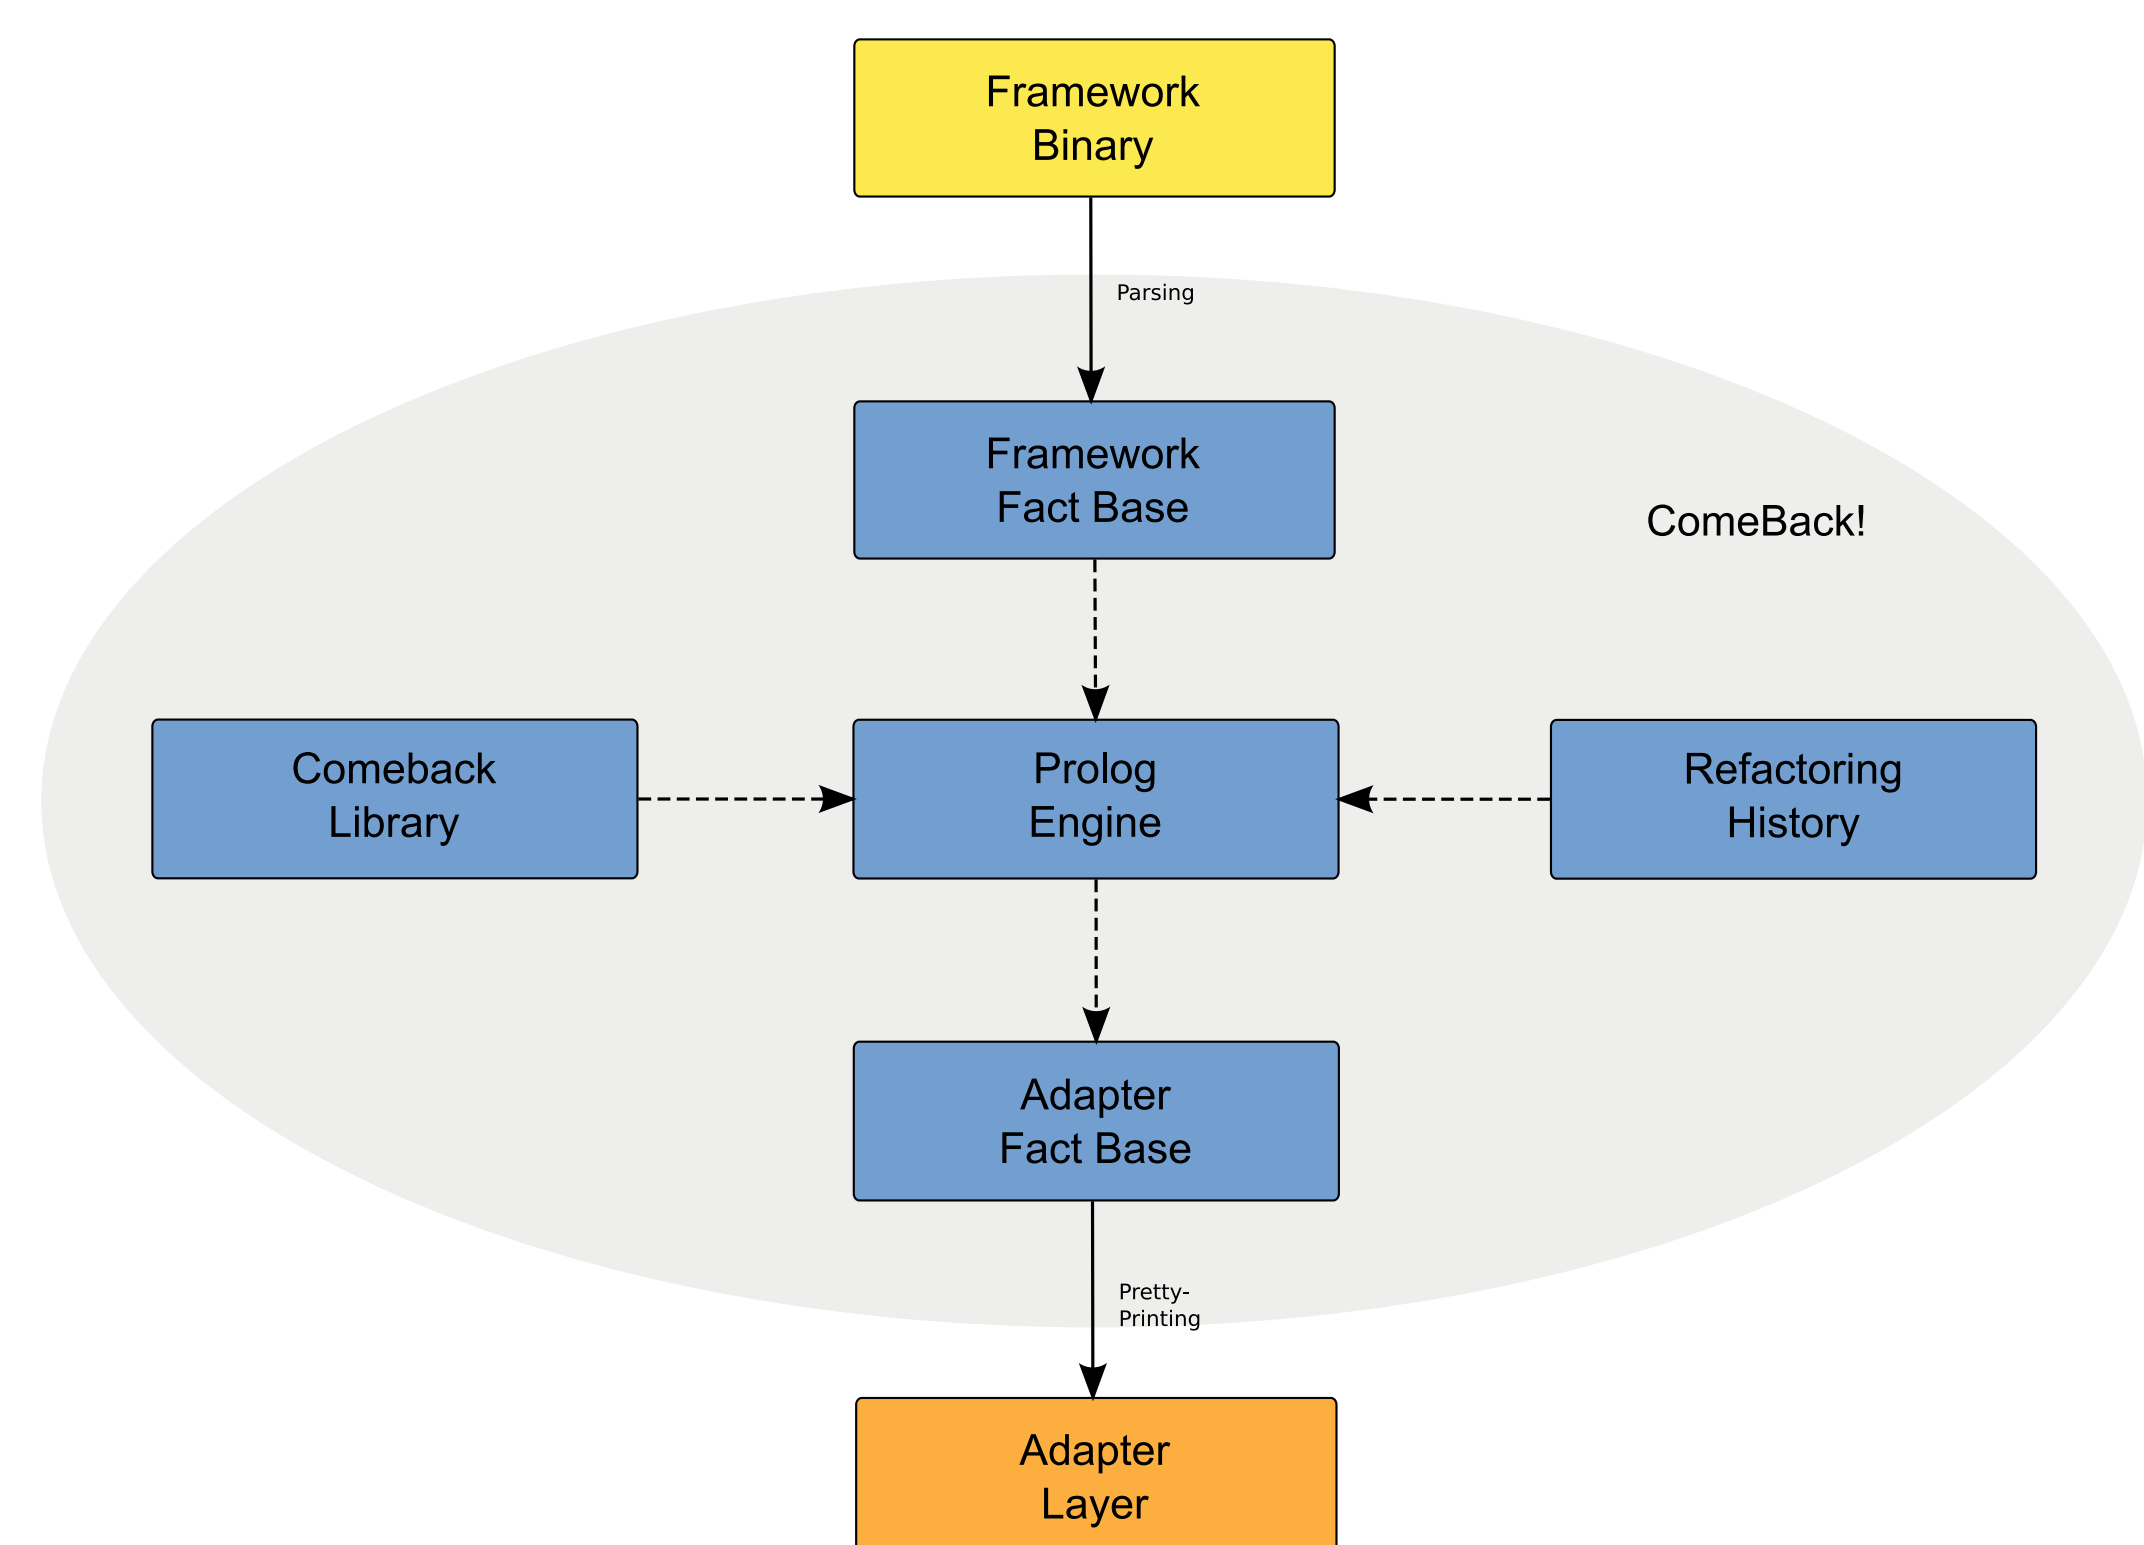 Framework
Binary
Parsing
Framework
Fact Base
ComeBack!
Comeback
Library
Prolog
Engine
Refactoring
History
Adapter
Fact Base
Pretty-
Printing
Adapter
Layer